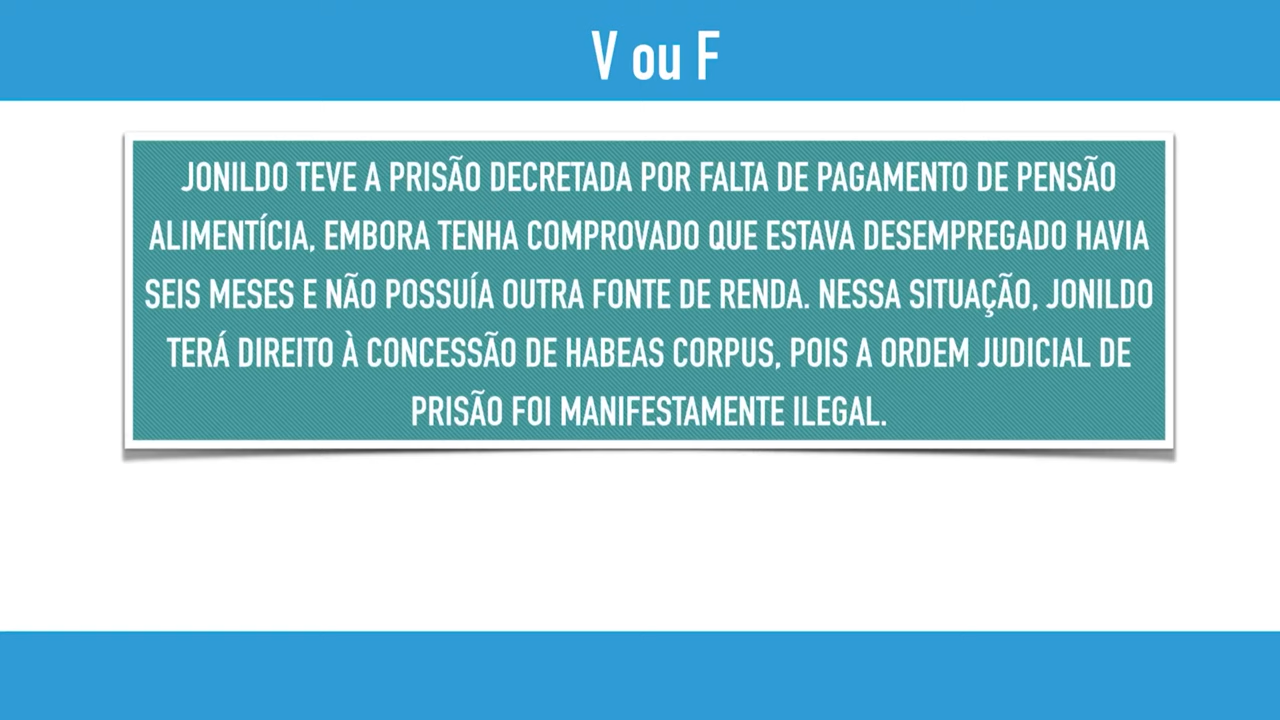 V ou F
JONILDO TEVE A PRISÃO DECRETADA POR FALTA DE PAGAMENTO DE PENSÃO
ALIMENTÍCIA, EMBORA TENHA COMPROVADO QUE ESTAVA DESEMPREGADO HAVIA
SEIS MESES E NÃO POSSUÍA OUTRA FONTE DE RENDA. NESSA SITUAÇÃO, JONILDO
TERÁ DIREITO À CONCESSÃO DE HABEAS CORPUS, POIS A ORDEM JUDICIAL DE
PRISÃO FOI MANIFESTAMENTE ILEGAL.